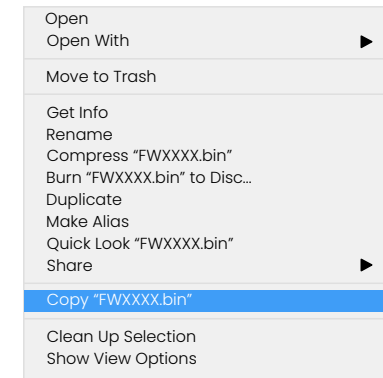 Open
Open With
Move to Trash
Get Info
Rename
Compress “FWXXXX.bin”
Burn “FWXXXX.bin” to Disc...
Duplicate
Make Alias
Quick Look “FWXXXX.bin”
Share
Copy “FWXXXX.bin”
Clean Up Selection
Show View Options